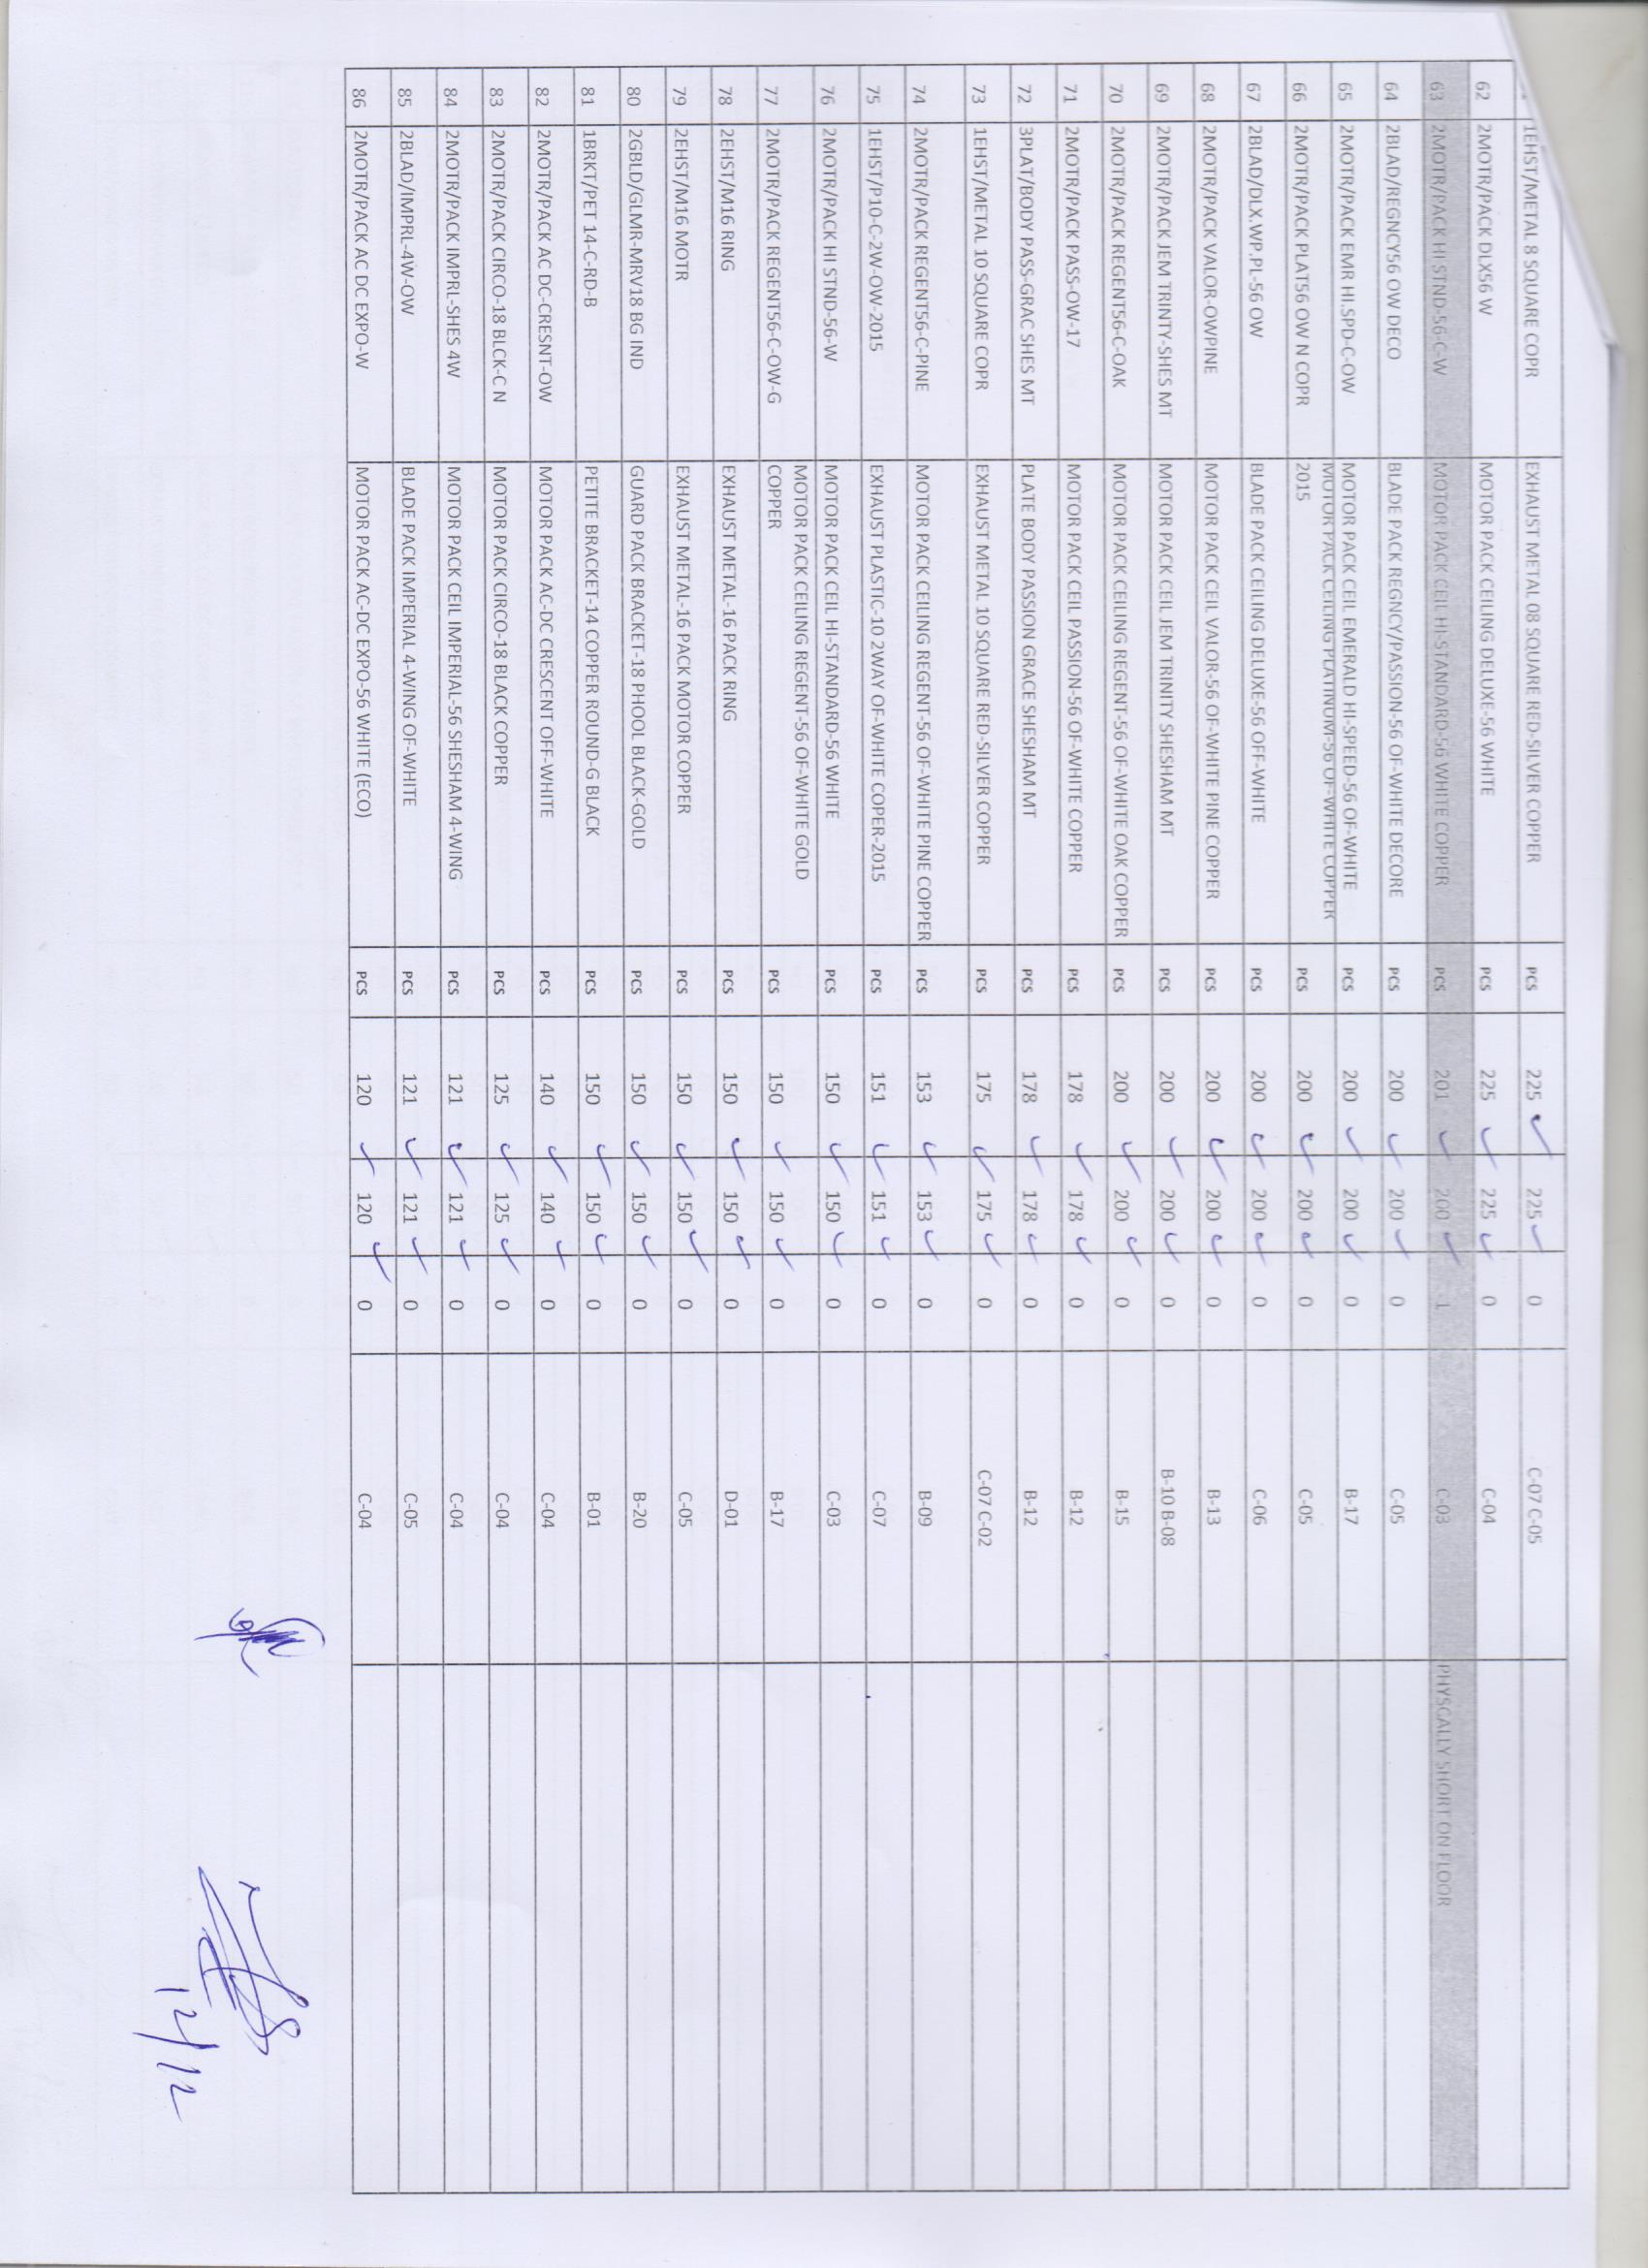 1EHST/METAL 8 SQUARE COPR EXHAUST METAL 08 SQUARE RED-SILVER COPPER PCS 225 225 0 C-07 C-05
62 2MOTR/PACK DLX56 W MOTOR PACK CEILING DELUXE-56 WHITE PCS 225 225 0 C-04
63 2MOTR/PACK HI STND-56-C-W MOTOR PACK CEIL HI-STANDARD-56 WHITE COPPER PCS 201 200 -1 C-03 PHYSCALLY SHORT ON FLOOR
64 2BLAD/REGNCY56 OW DECO BLADE PACK REGNCY/PASSION-56 OF-WHITE DECORE PCS 200 200 0 C-05
65 2MOTR/PACK EMR HI.SPD-C-OW MOTOR PACK CEIL EMERALD HI-SPEED-56 OF-WHITE PCS 200 200 0 B-17
MOTOR PACK CEILING PLATINUM-56 OF-WHITE COPPER
66 2MOTR/PACK PLAT56 OW N COPR 2015 PCS 200 200 0 C-05
67 2BLAD/DLX.WP.PL-56 OW BLADE PACK CEILING DELUXE-56 OFF-WHITE PCS 200 200 0 C-06
68 2MOTR/PACK VALOR-OWPINE MOTOR PACK CEIL VALOR-56 OF-WHITE PINE COPPER PCS 200 200 0 B-13
69 2MOTR/PACK JEM TRINTY-SHES MT MOTOR PACK CEIL JEM TRINITY SHESHAM MT PCS 200 200 0 B-10 B-08
70 2MOTR/PACK REGENT56-C-OAK MOTOR PACK CEILING REGENT-56 OF-WHITE OAK COPPER PCS 200 200 0 B-15
71 2MOTR/PACK PASS-OW-17 MOTOR PACK CEIL PASSION-56 OF-WHITE COPPER PCS 178 178 0 B-12
72 3PLAT/BODY PASS-GRAC SHES MT PLATE BODY PASSION GRACE SHESHAM MT PCS 178 178 0 B-12
73 1EHST/METAL 10 SQUARE COPR EXHAUST METAL 10 SQUARE RED-SILVER COPPER PCS 175 175 0 C-07 C-02
74 2MOTR/PACK REGENT56-C-PINE MOTOR PACK CEILING REGENT-56 OF-WHITE PINE COPPER PCS 153 153 0 B-09
75 1EHST/P10-C-2W-OW-2015 EXHAUST PLASTIC-10 2WAY OF-WHITE COPER-2015 PCS 151 151 0 C-07
76 2MOTR/PACK HI STND-56-W MOTOR PACK CEIL HI-STANDARD-56 WHITE PCS 150 150 0 C-03
MOTOR PACK CEILING REGENT-56 OF-WHITE GOLD
77 2MOTR/PACK REGENT56-C-OW-G COPPER PCS 150 150 0 B-17
78 2EHST/M16 RING EXHAUST METAL-16 PACK RING PCS 150 150 0 D-01
79 2EHST/M16 MOTR EXHAUST METAL-16 PACK MOTOR COPPER PCS 150 150 0 C-05
80 2GBLD/GLMR-MRV18 BG IND GUARD PACK BRACKET-18 PHOOL BLACK-GOLD PCS 150 150 0 B-20
81 1BRKT/PET 14-C-RD-B PETITE BRACKET-14 COPPER ROUND-G BLACK PCS 150 150 0 B-01
82 2MOTR/PACK AC DC-CRESNT-OW MOTOR PACK AC-DC CRESCENT OFF-WHITE PCS 140 140 0 C-04
83 2MOTR/PACK CIRCO-18 BLCK-C N MOTOR PACK CIRCO-18 BLACK COPPER PCS 125 125 0 C-04
84 2MOTR/PACK IMPRL-SHES 4W MOTOR PACK CEIL IMPERIAL-56 SHESHAM 4-WING PCS 121 121 0 C-04
85 2BLAD/IMPRL-4W-OW BLADE PACK IMPERIAL 4-WING OF-WHITE PCS 121 121 0 C-05
86 2MOTR/PACK AC DC EXPO-W MOTOR PACK AC-DC EXPO-56 WHITE (ECO) PCS 120 120 0 C-04
12/12